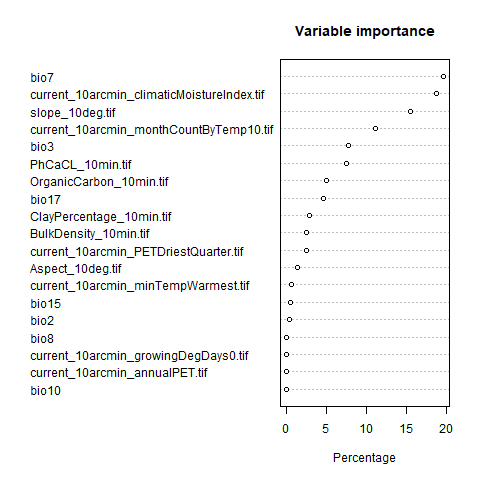 Variable importance
bio7
current_10arcmin_climaticMoistureIndex.tif
slope_10deg.tif
current_10arcmin_monthCountByTemp10.tif
bio3
PhCaCL_10min.tif
OrganicCarbon_10min.tif
bio17
ClayPercentage_10min.tif
BulkDensity_10min.tif
current_10arcmin_PETDriestQuarter.tif
Aspect_10deg.tif
current_10arcmin_minTempWarmest.tif
bio15
bio2
bio8
current_10arcmin_growingDegDays0.tif
current_10arcmin_annualPET.tif
bio10
0 5 10 15 20
Percentage